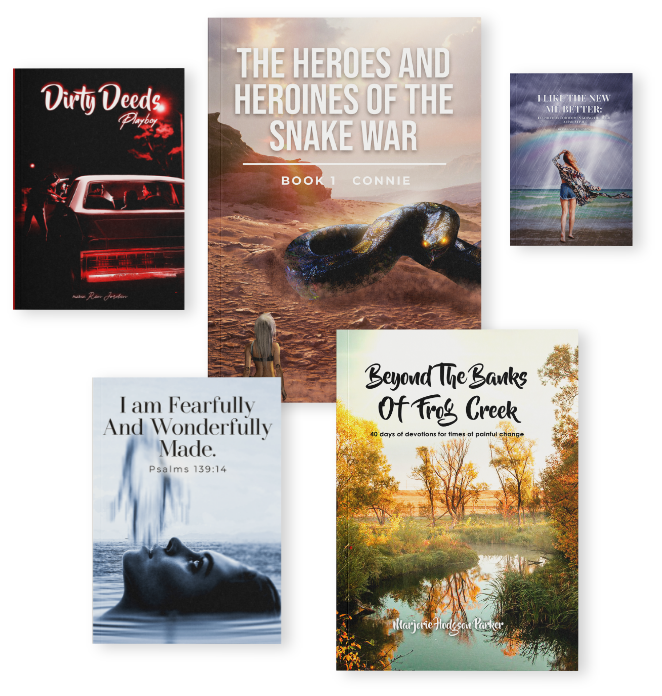 Dirty Deeds
Playboy
THE HEROES AND
HEROINES OF THE
SNAKE WAR
BOOK 1 CONNIE
I LIKE THE NEW
ME BETTER:
I am Fearfully
And Wonderfully
Made.
Psalms 139:14
Beyond The Banks
Of Frog Creek
40 days of devotions for times of painful change
Marjorie Hodgson Parker